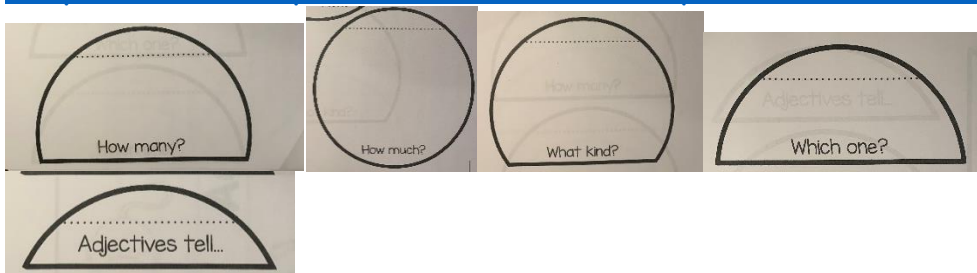 How many?
How much?
What kind?
Which one?
Adjectives tell...